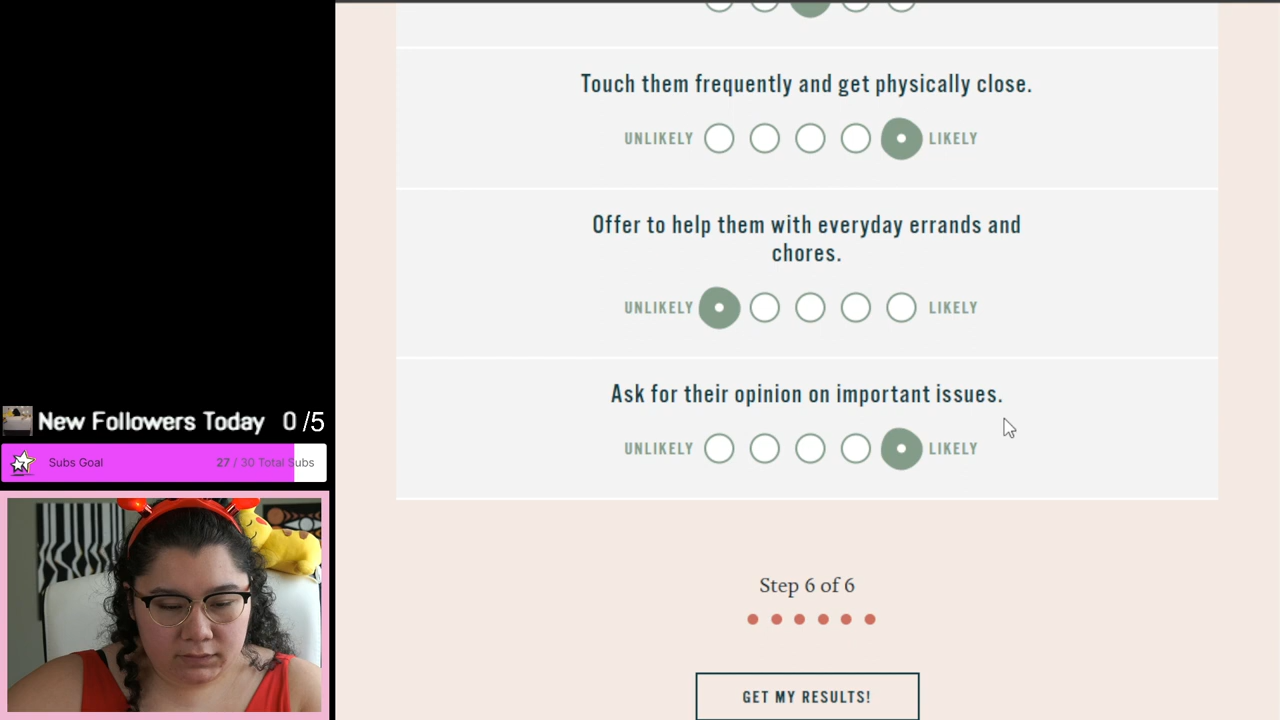 Touch them frequently and get physically close.
UNLIKELY LIKELY
Offer to help them with everyday errands and
chores.
UNLIKELY LIKELY
Ask for their opinion on important issues.
UNLIKELY LIKELY
Step 6 of 6
GET MY RESULTS!
New Followers Today 0 /5
Subs Goal 27 / 30 Total Subs